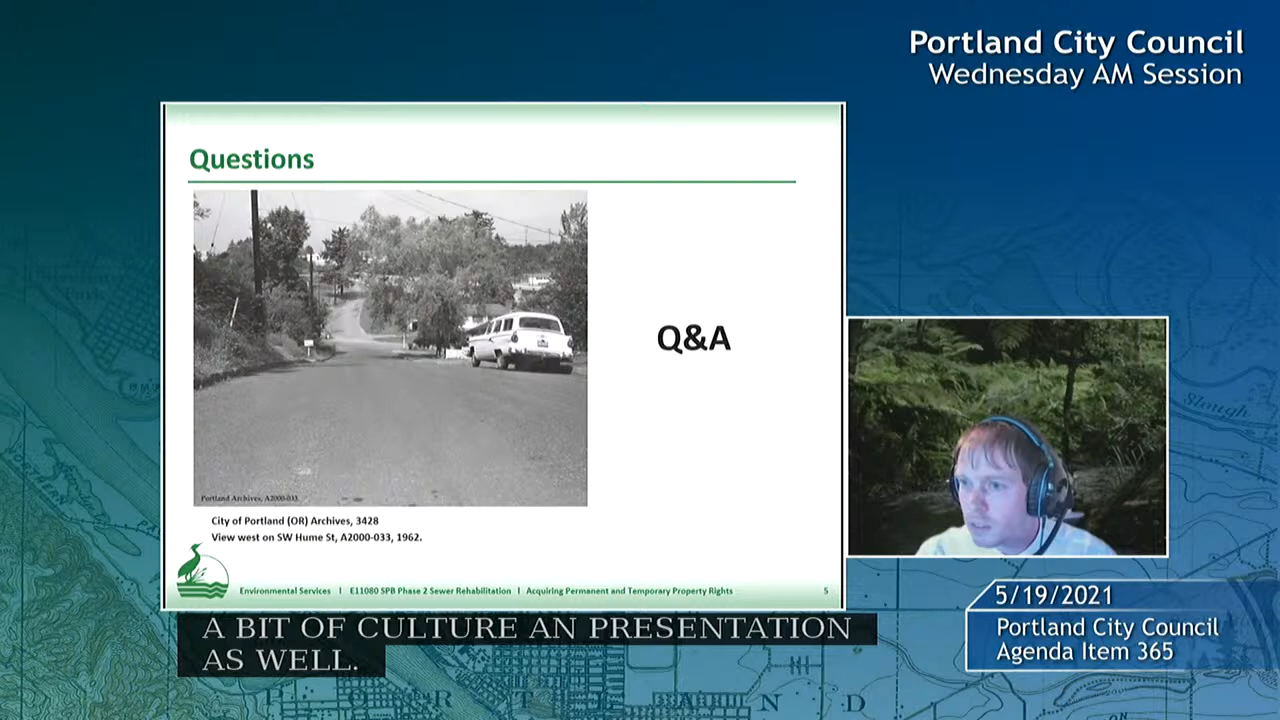 Portland City Council
Wednesday AM Session
Questions
Q&A
Portland Archives, A2000-033
City of Portland (OR) Archives, 3428
View west on SW Hume St, A2000-033, 1962.
Environmental Services | E11080 SPB Phase 2 Sewer Rehabilitation | Acquiring Permanent and Temporary Property Rights 5
A BIT OF CULTURE AN PRESENTATION
AS WELL.
5/19/2021
Portland City Council
Agenda Item 365
Slough
P O R T L A N D